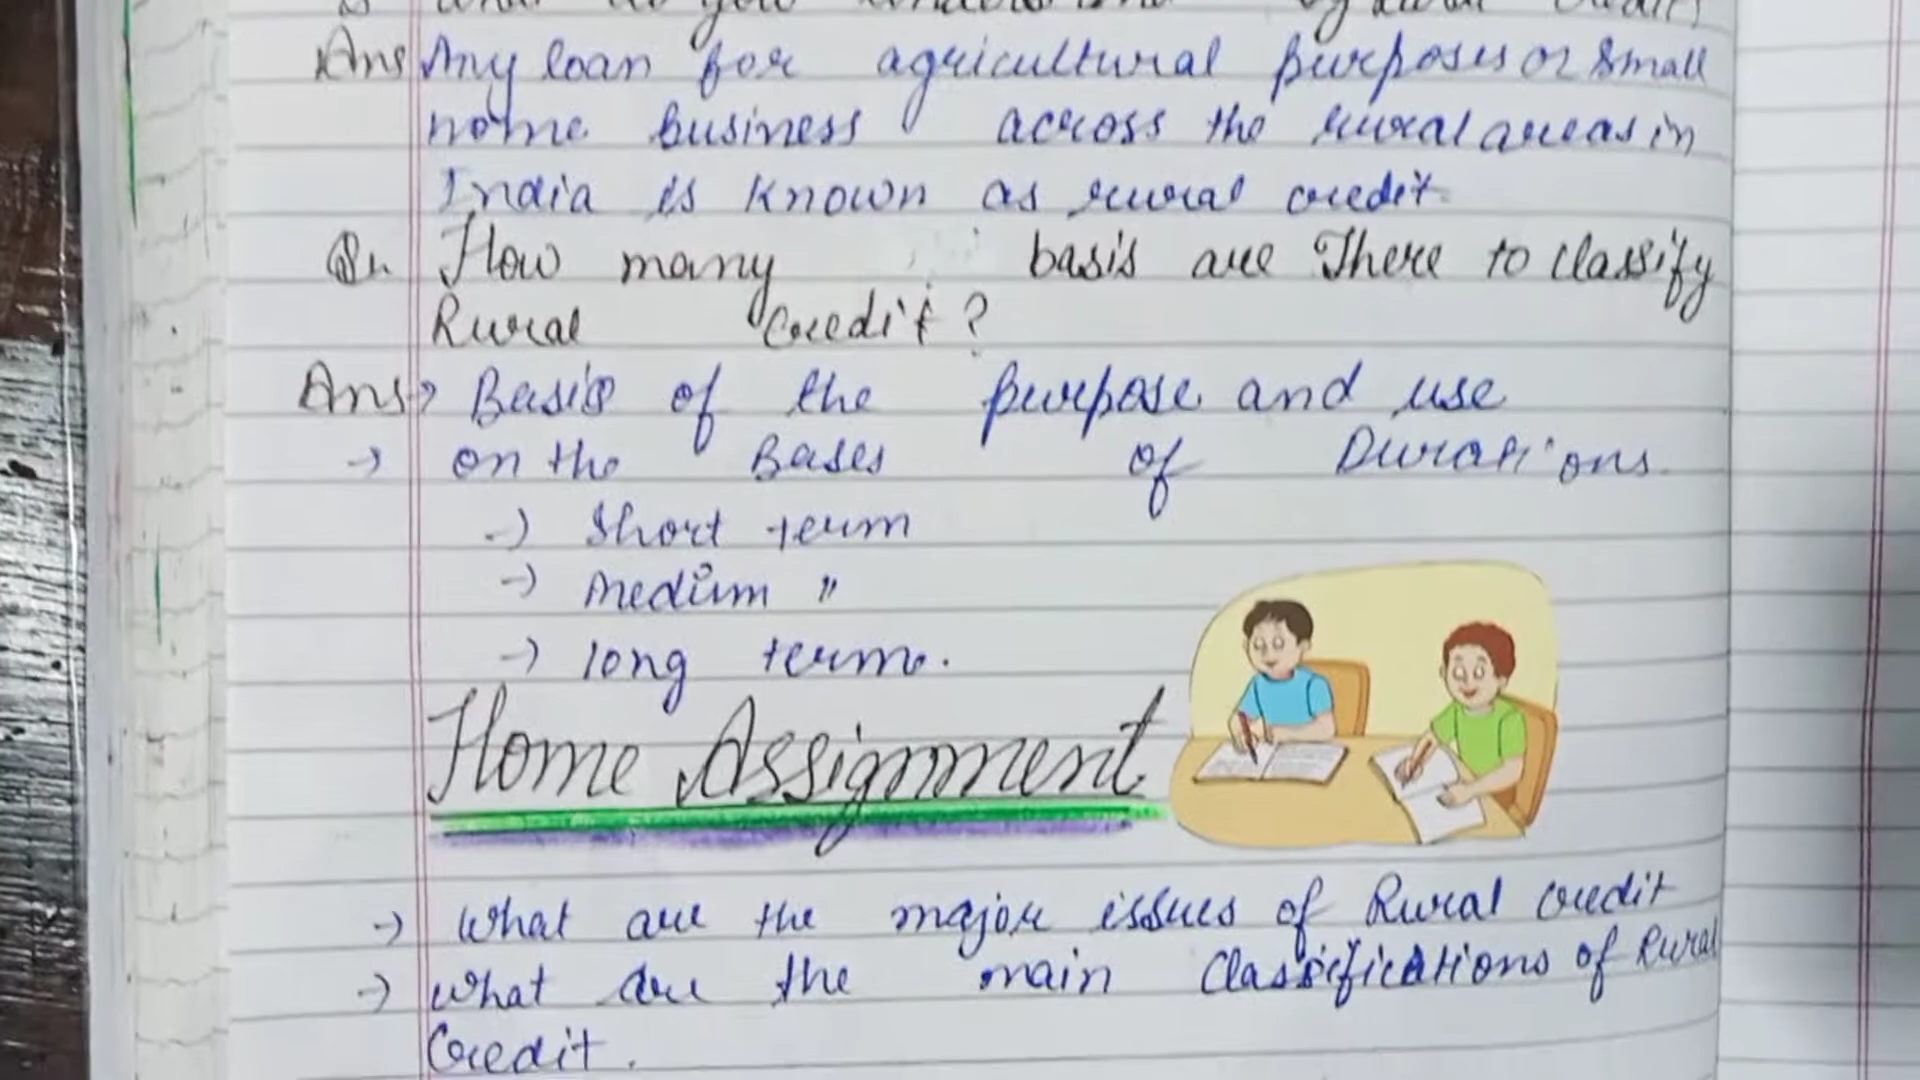 Ans Any loan for agricultural purposes or small
home business across the rural areas in
India is known as rural credit.
Qu. How many basis are There to classify
Rural Credit?
Ans→ Basis of the purpose and use
→ on the Bases of Durations.
→ Short term
→ medium "
→ long term.
Home Assignment
→ What are the major issues of Rural credit
→ what are the main Classifications of Rural
Credit.